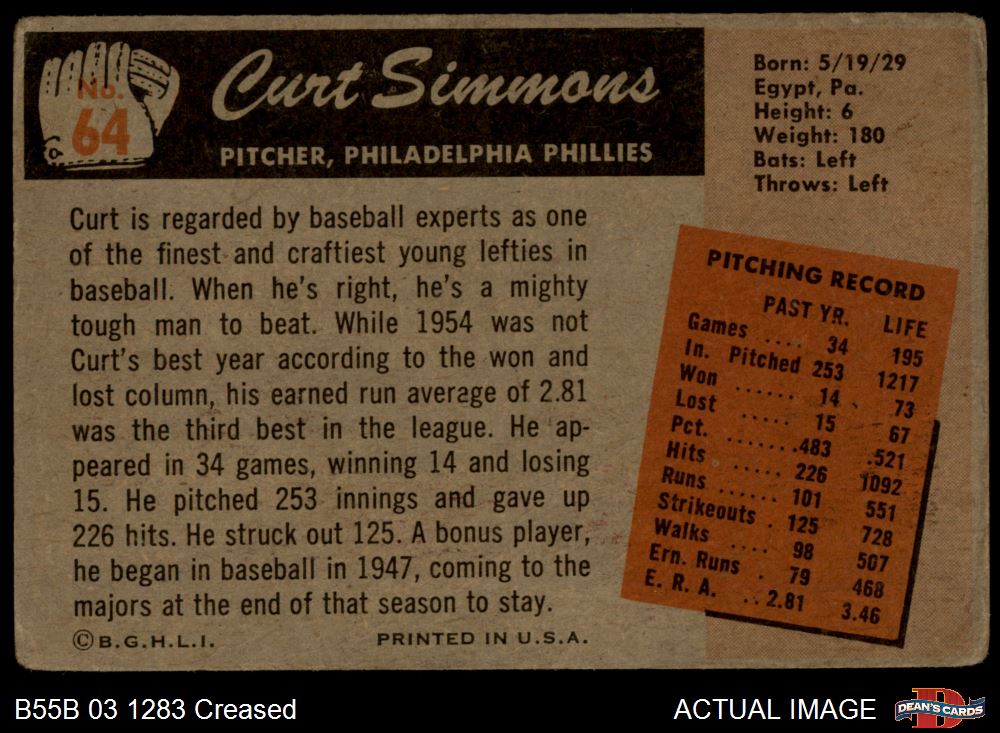 No.
64
Curt Simmons
PITCHER, PHILADELPHIA PHILLIES
Born: 5/19/29
Egypt, Pa.
Height: 6
Weight: 180
Bats: Left
Throws: Left
Curt is regarded by baseball experts as one
of the finest and craftiest young lefties in
baseball. When he's right, he's a mighty
tough man to beat. While 1954 was not
Curt's best year according to the won and
lost column, his earned run average of 2.81
was the third best in the league. He ap-
peared in 34 games, winning 14 and losing
15. He pitched 253 innings and gave up
226 hits. He struck out 125. A bonus player,
he began in baseball in 1947, coming to the
majors at the end of that season to stay.
©B.G.H.L.I. PRINTED IN U.S.A.
PITCHING RECORD
PAST YR. LIFE
Games .... 34 195
In. Pitched 253 1217
Won ...... 14 73
Lost ..... 15 67
Pct. .......483 .521
Hits ..... 226 1092
Runs ...... 101 551
Strikeouts . 125 728
Walks .... 98 507
Ern. Runs . 79 468
E. R. A. ..2.81 3.46
B55B 03 1283 Creased
ACTUAL IMAGE
DEAN'S CARDS